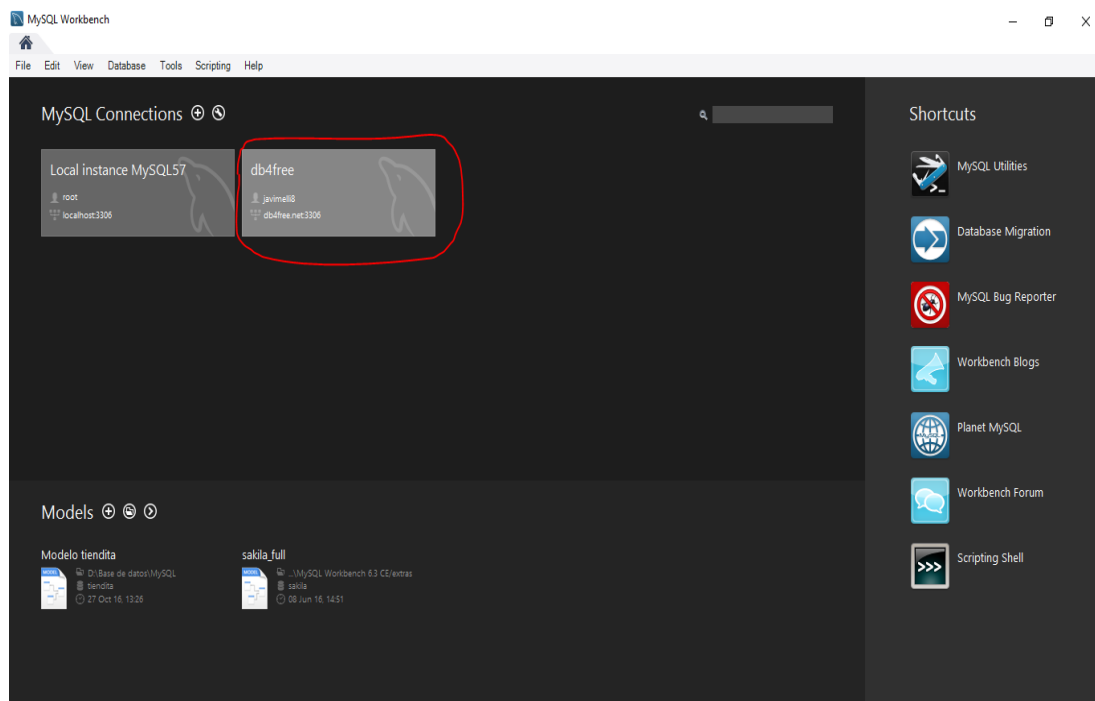 MySQL Workbench
File Edit View Database Tools Scripting Help
MySQL Connections
Local instance MySQL57
root
localhost:3306
db4free
javimelli8
db4free.net:3306
Shortcuts
MySQL Utilities
Database Migration
MySQL Bug Reporter
Workbench Blogs
Planet MySQL
Workbench Forum
Scripting Shell
Models
Modelo tiendita
MODEL
D:\Base de datos\MySQL
tiendita
27 Oct 16, 13:26
sakila_full
MODEL
...\MySQL Workbench 6.3 CE/extras
sakila
08 Jun 16, 14:51